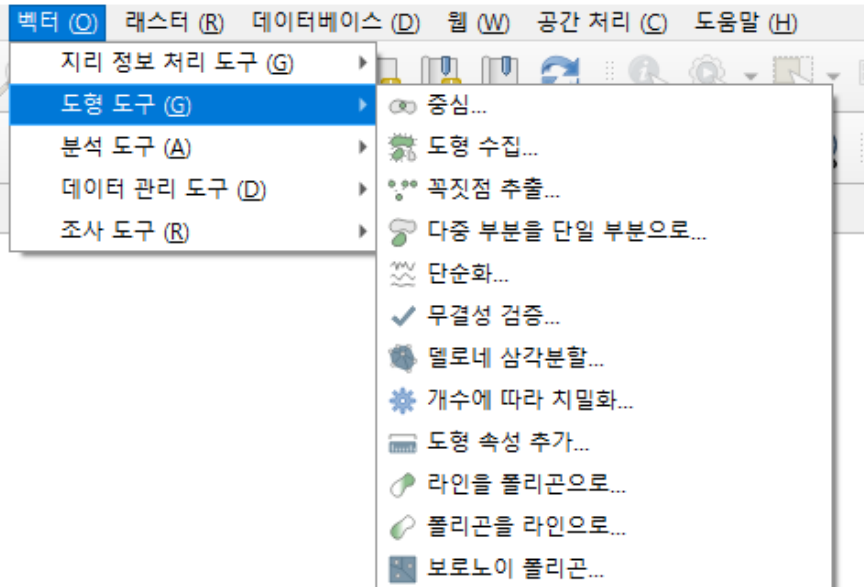 벡터 (O) 래스터 (R) 데이터베이스 (D) 웹 (W) 공간 처리 (C) 도움말 (H)
지리 정보 처리 도구 (G)
도형 도구 (G)
분석 도구 (A)
데이터 관리 도구 (D)
조사 도구 (R)
중심...
도형 수집...
꼭짓점 추출...
다중 부분을 단일 부분으로...
단순화...
무결성 검증...
델로네 삼각분할...
개수에 따라 치밀화...
도형 속성 추가...
라인을 폴리곤으로...
폴리곤을 라인으로...
보로노이 폴리곤...